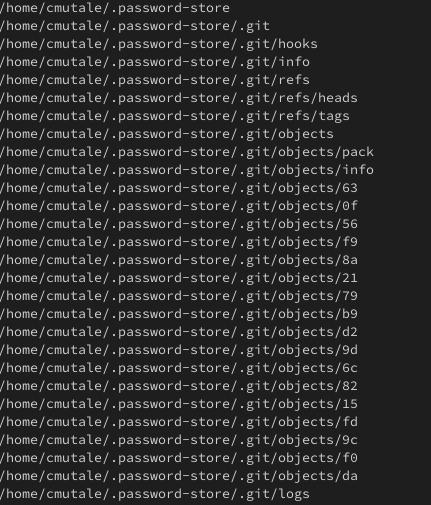 /home/cmutale/.password-store
/home/cmutale/.password-store/.git
/home/cmutale/.password-store/.git/hooks
/home/cmutale/.password-store/.git/info
/home/cmutale/.password-store/.git/refs
/home/cmutale/.password-store/.git/refs/heads
/home/cmutale/.password-store/.git/refs/tags
/home/cmutale/.password-store/.git/objects
/home/cmutale/.password-store/.git/objects/pack
/home/cmutale/.password-store/.git/objects/info
/home/cmutale/.password-store/.git/objects/63
/home/cmutale/.password-store/.git/objects/0f
/home/cmutale/.password-store/.git/objects/56
/home/cmutale/.password-store/.git/objects/f9
/home/cmutale/.password-store/.git/objects/8a
/home/cmutale/.password-store/.git/objects/21
/home/cmutale/.password-store/.git/objects/79
/home/cmutale/.password-store/.git/objects/b9
/home/cmutale/.password-store/.git/objects/d2
/home/cmutale/.password-store/.git/objects/9d
/home/cmutale/.password-store/.git/objects/6c
/home/cmutale/.password-store/.git/objects/82
/home/cmutale/.password-store/.git/objects/15
/home/cmutale/.password-store/.git/objects/fd
/home/cmutale/.password-store/.git/objects/9c
/home/cmutale/.password-store/.git/objects/f0
/home/cmutale/.password-store/.git/objects/da
/home/cmutale/.password-store/.git/logs